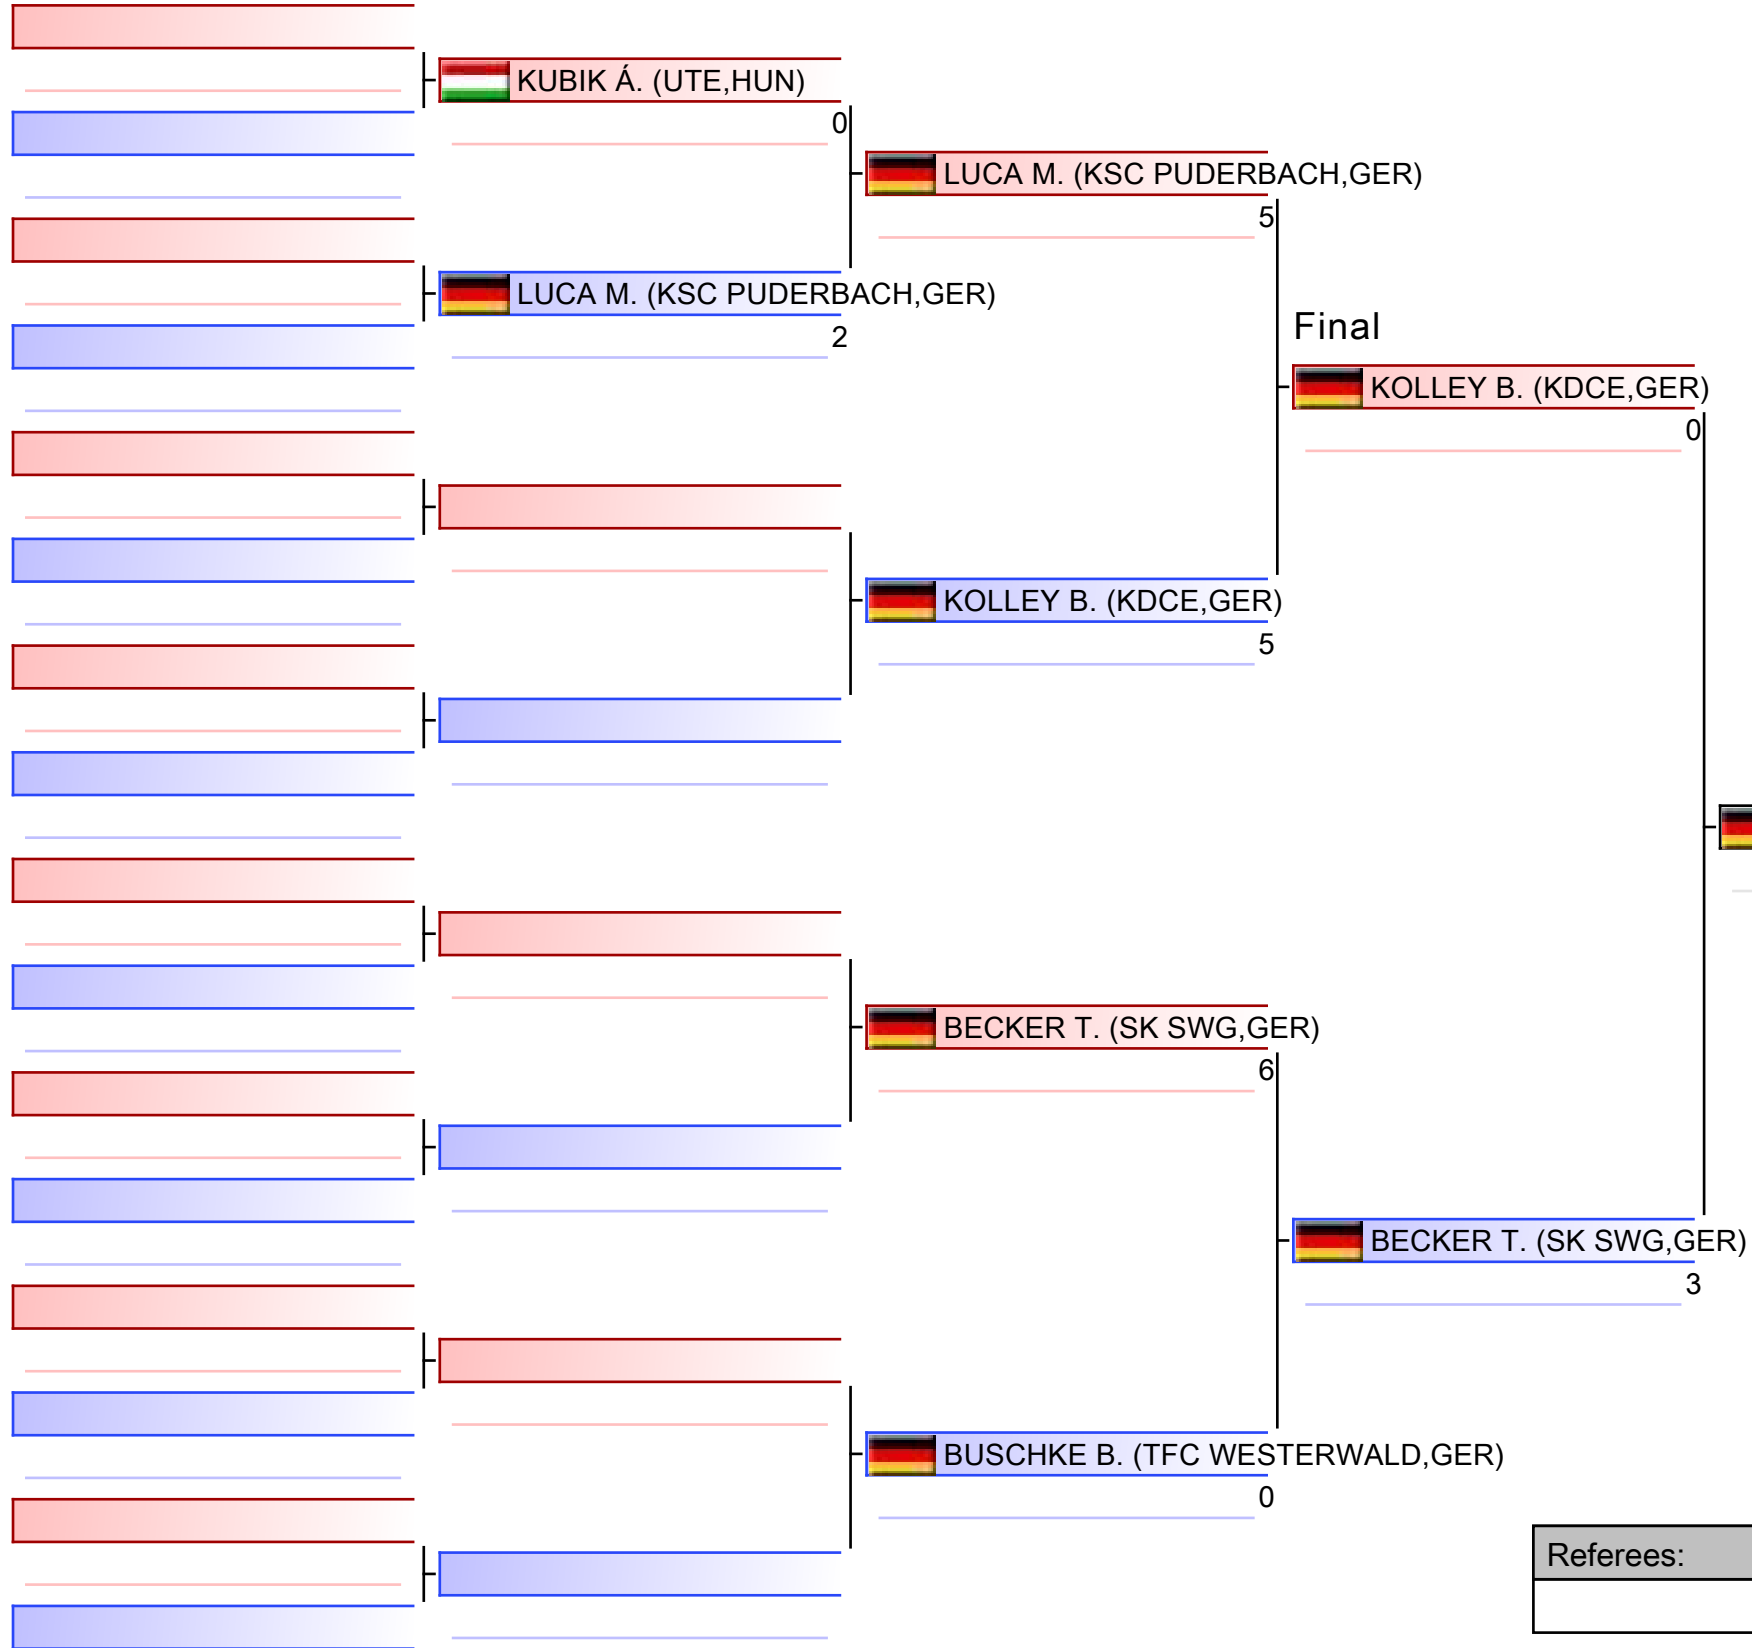 KUBIK Á. (UTE,HUN)
0
LUCA M. (KSC PUDERBACH,GER)
5
LUCA M. (KSC PUDERBACH,GER)
2
Final
KOLLEY B. (KDCE,GER)
0
KOLLEY B. (KDCE,GER)
5
BECKER T. (SK SWG,GER)
6
BECKER T. (SK SWG,GER)
3
BUSCHKE B. (TFC WESTERWALD,GER)
0
Referees: